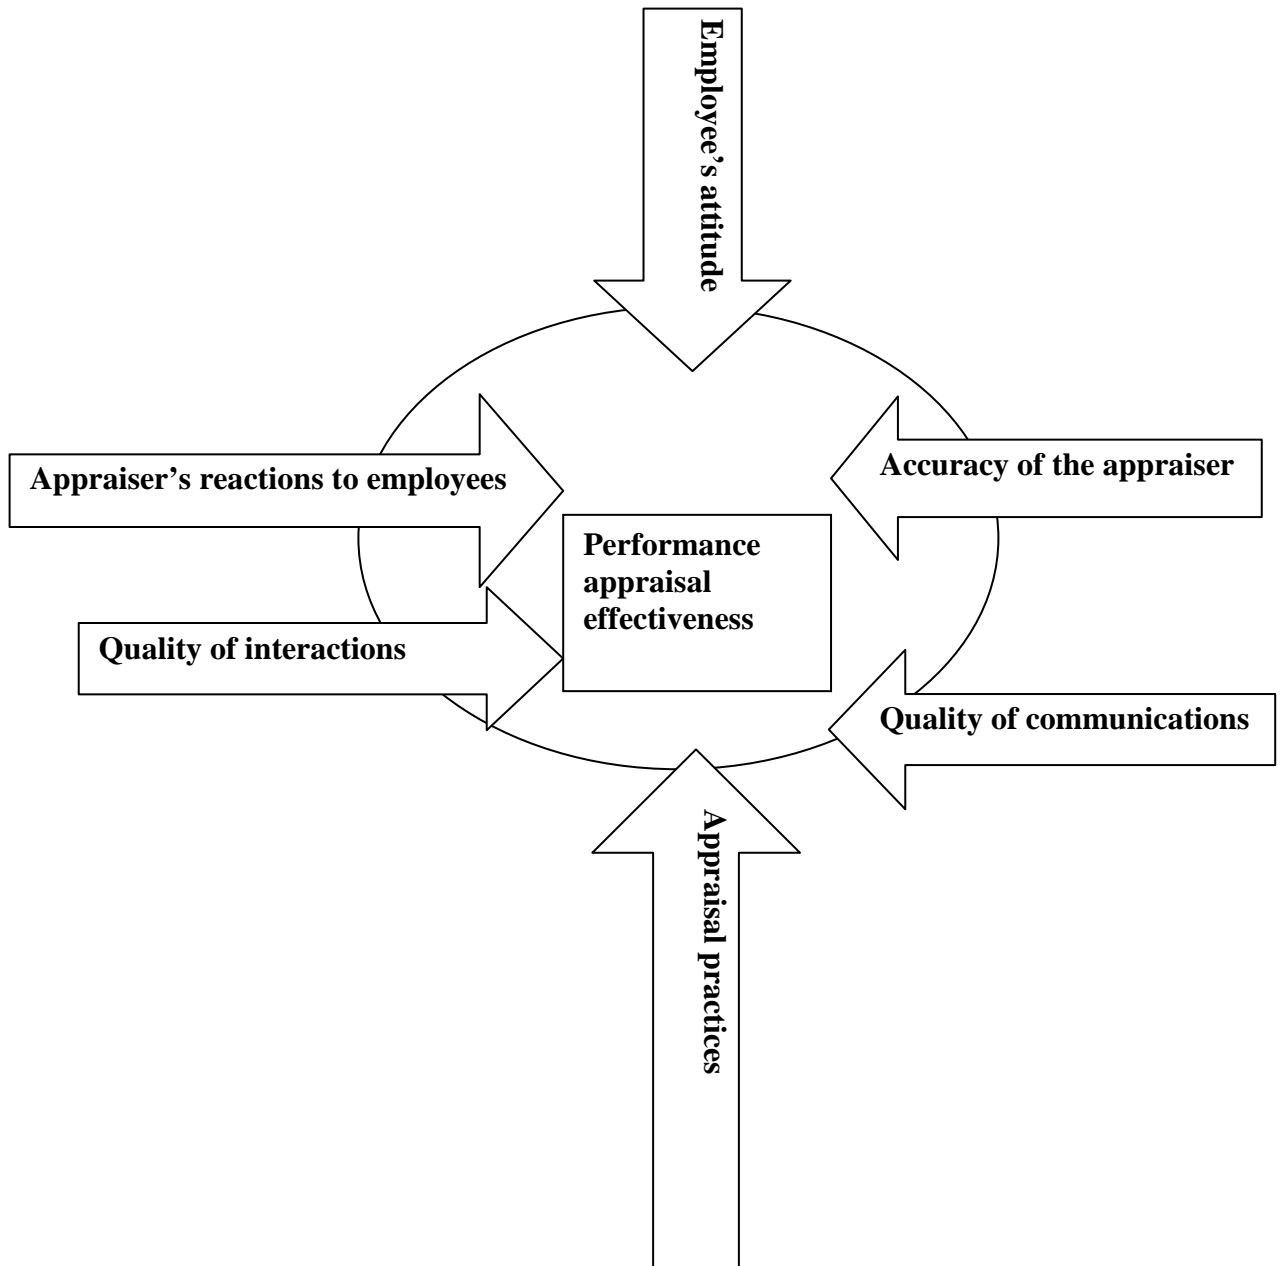 Employee’s attitude
Appraiser’s reactions to employees
Accuracy of the appraiser
Performance
appraisal
effectiveness
Quality of interactions
Quality of communications
Appraisal practices